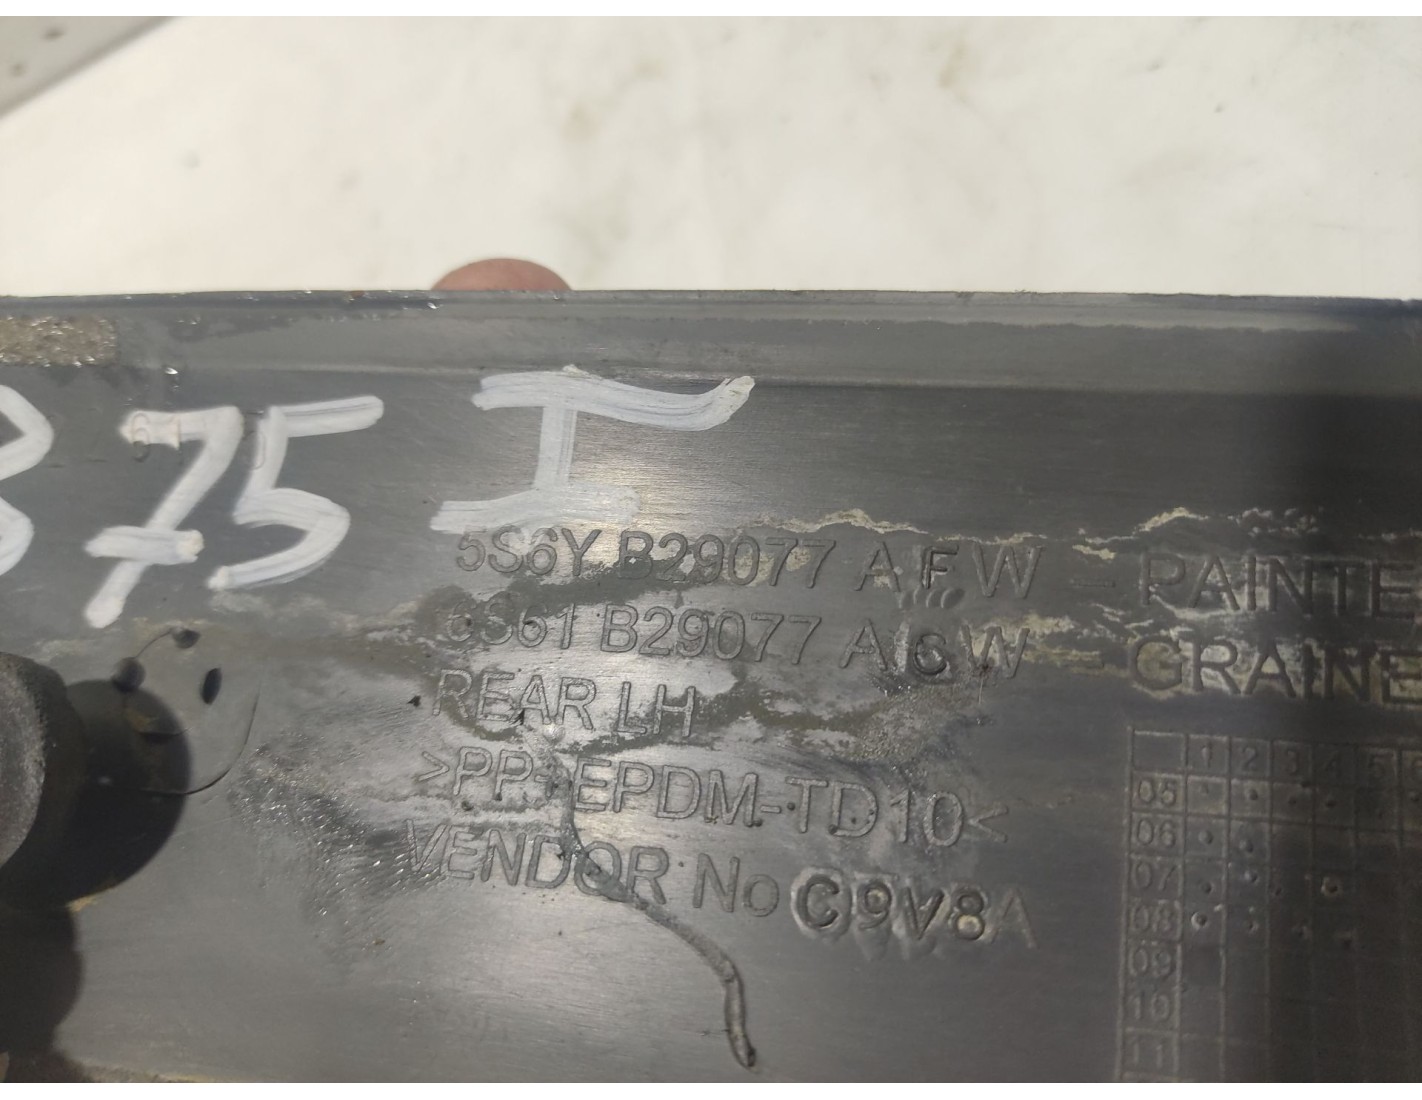 375 I
5S6Y B29077 AFW - PAINTE
6S61 B29077 A W - GRAINE
REAR LH
>PP+EPDM-TD10<
VENDOR No C9V8A
1 2 3 4 5
05
06
07
08
09
10
11